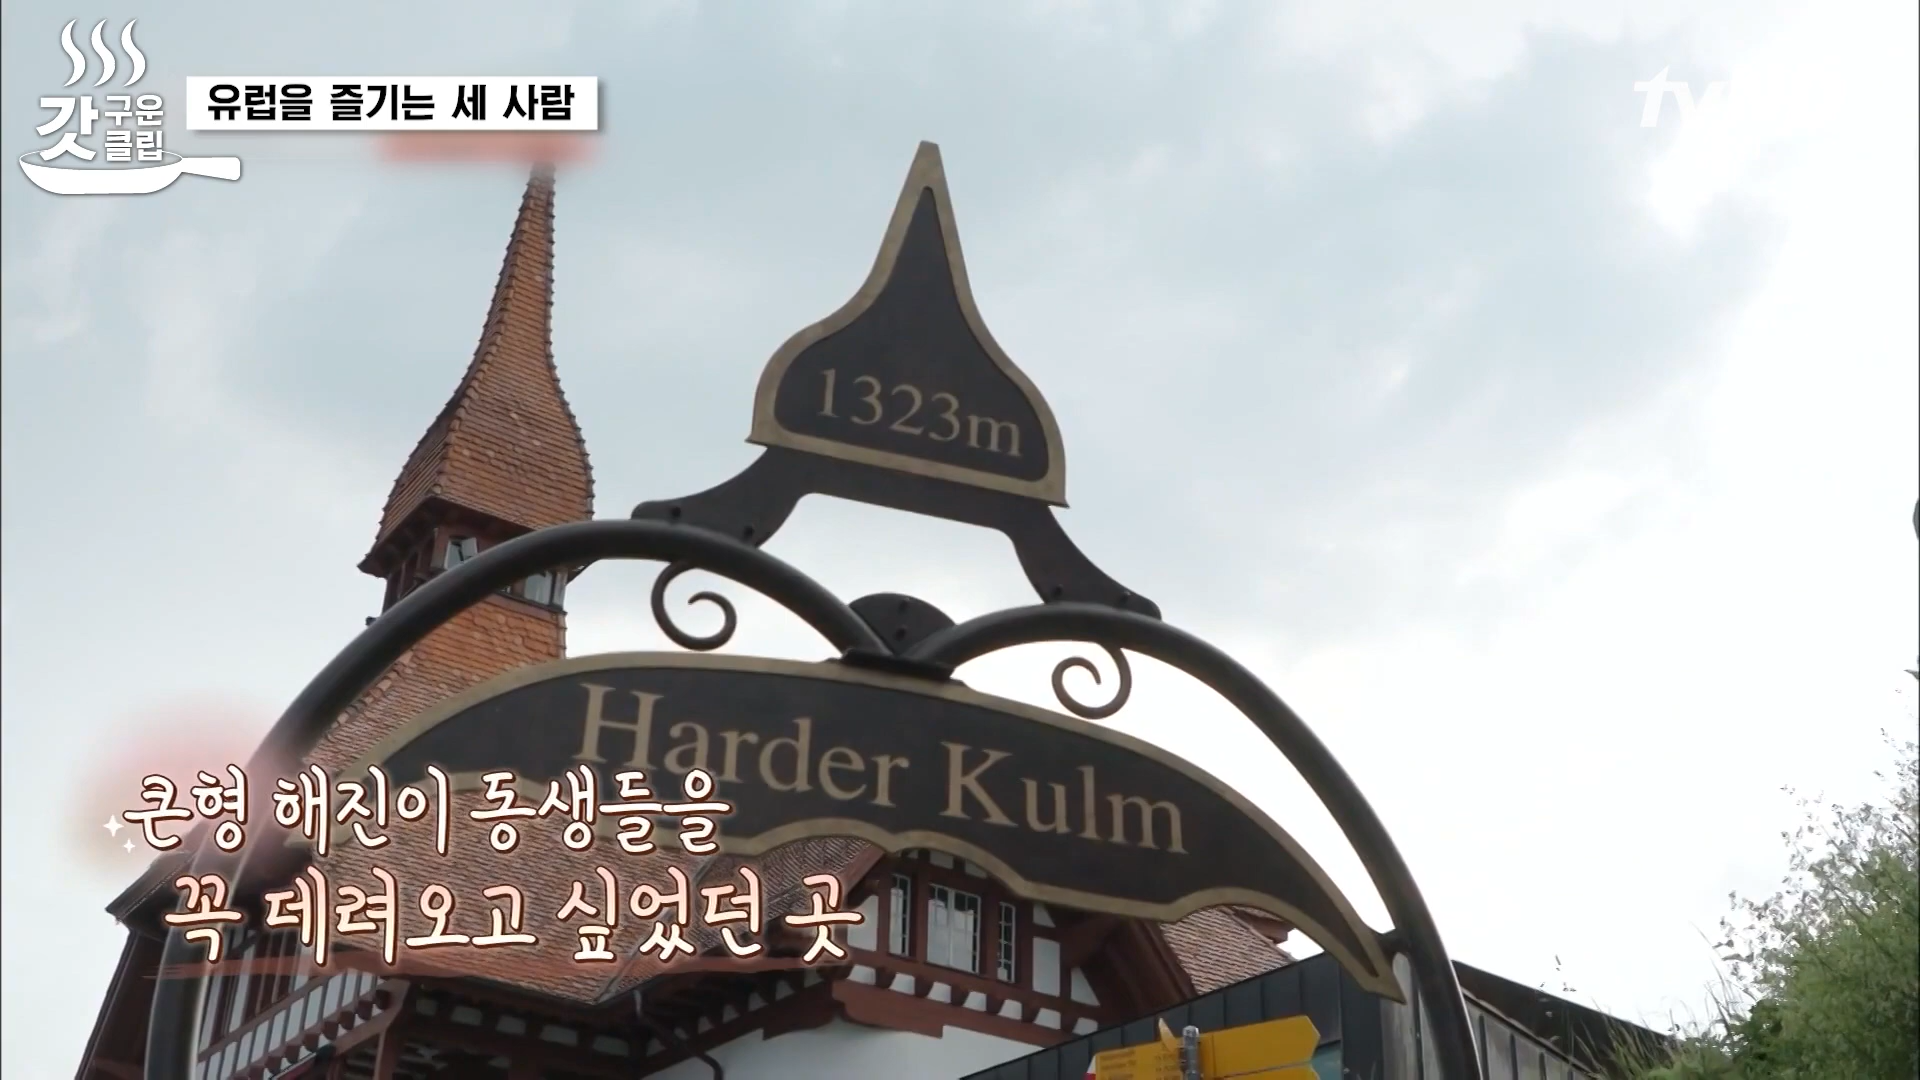 갓구운클립
유럽을 즐기는 세 사람
tvN
1323m
Harder Kulm
큰형 해진이 동생들을
꼭 데려오고 싶었던 곳